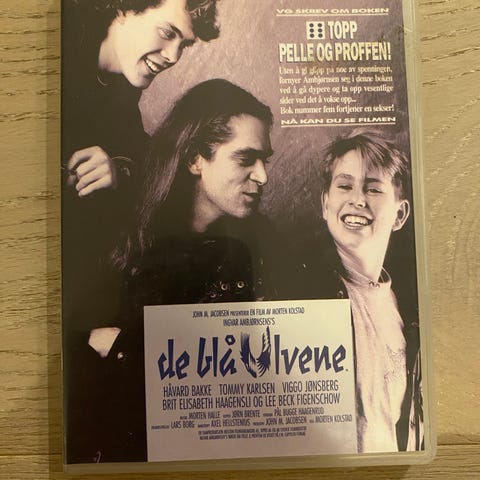 VG SKREV OM BOKEN
TOPP
PELLE OG PROFFEN!
Uten å gi slipp på noe av spenningen,
fornyer Ambjørnsen seg i denne boken
ved å gå dypere og ta opp vesentlige
sider ved det å vokse opp...
Bok nummer fem fortjener en sekser!
NÅ KAN DU SE FILMEN
JOHN M. JACOBSEN PRESENTERER EN FILM AV MORTEN KOLSTAD
INGVAR AMBJØRNSEN'S
de blå Ulvene
HÅVARD BAKKE TOMMY KARLSEN VIGGO JØNSBERG
BRIT ELISABETH HAAGENSLI OG LEE BECK FIGENSCHOW
MORTEN HALLE JØRN BRENTE PÅL BUGGE HAAGENRUD
LARS BORG AXEL HELLSTENIUS JOHN M. JACOBSEN MORTEN KOLSTAD